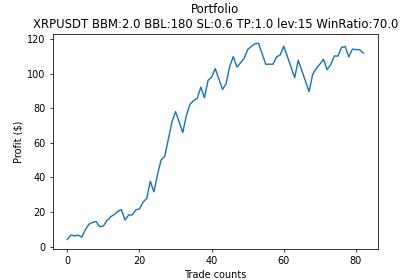 Portfolio
XRPUSDT BBM:2.0 BBL:180 SL:0.6 TP:1.0 lev:15 WinRatio:70.0
120
100
80
60
40
20
0
Profit ($)
0 20 40 60 80
Trade counts